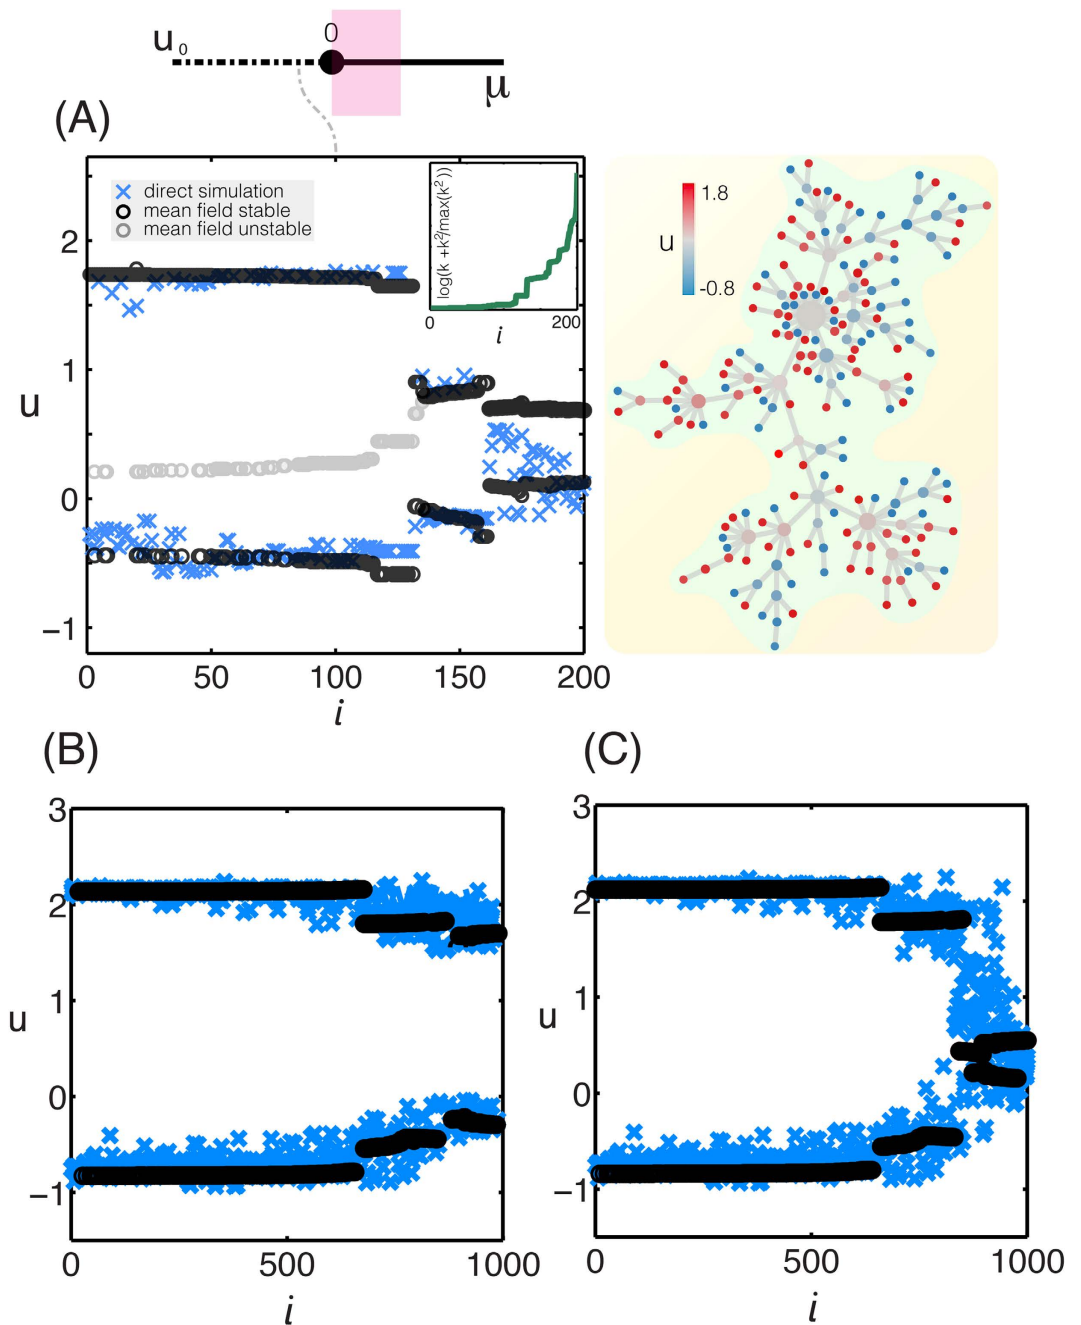 0
u₀
μ
(A)
direct simulation
mean field stable
mean field unstable
log(k +k²/max(k²))
0
200
i
2
1
0
−1
u
0
50
100
150
200
i
u
1.8
-0.8
(B)
3
2
1
0
−1
u
0
500
1000
i
(C)
3
2
1
0
−1
u
0
500
1000
i